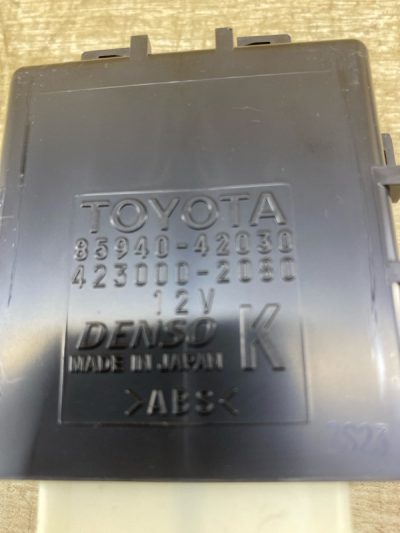 TOYOTA
85940-42030
423000-2080
12V
DENSO K
MADE IN JAPAN
>ABS<